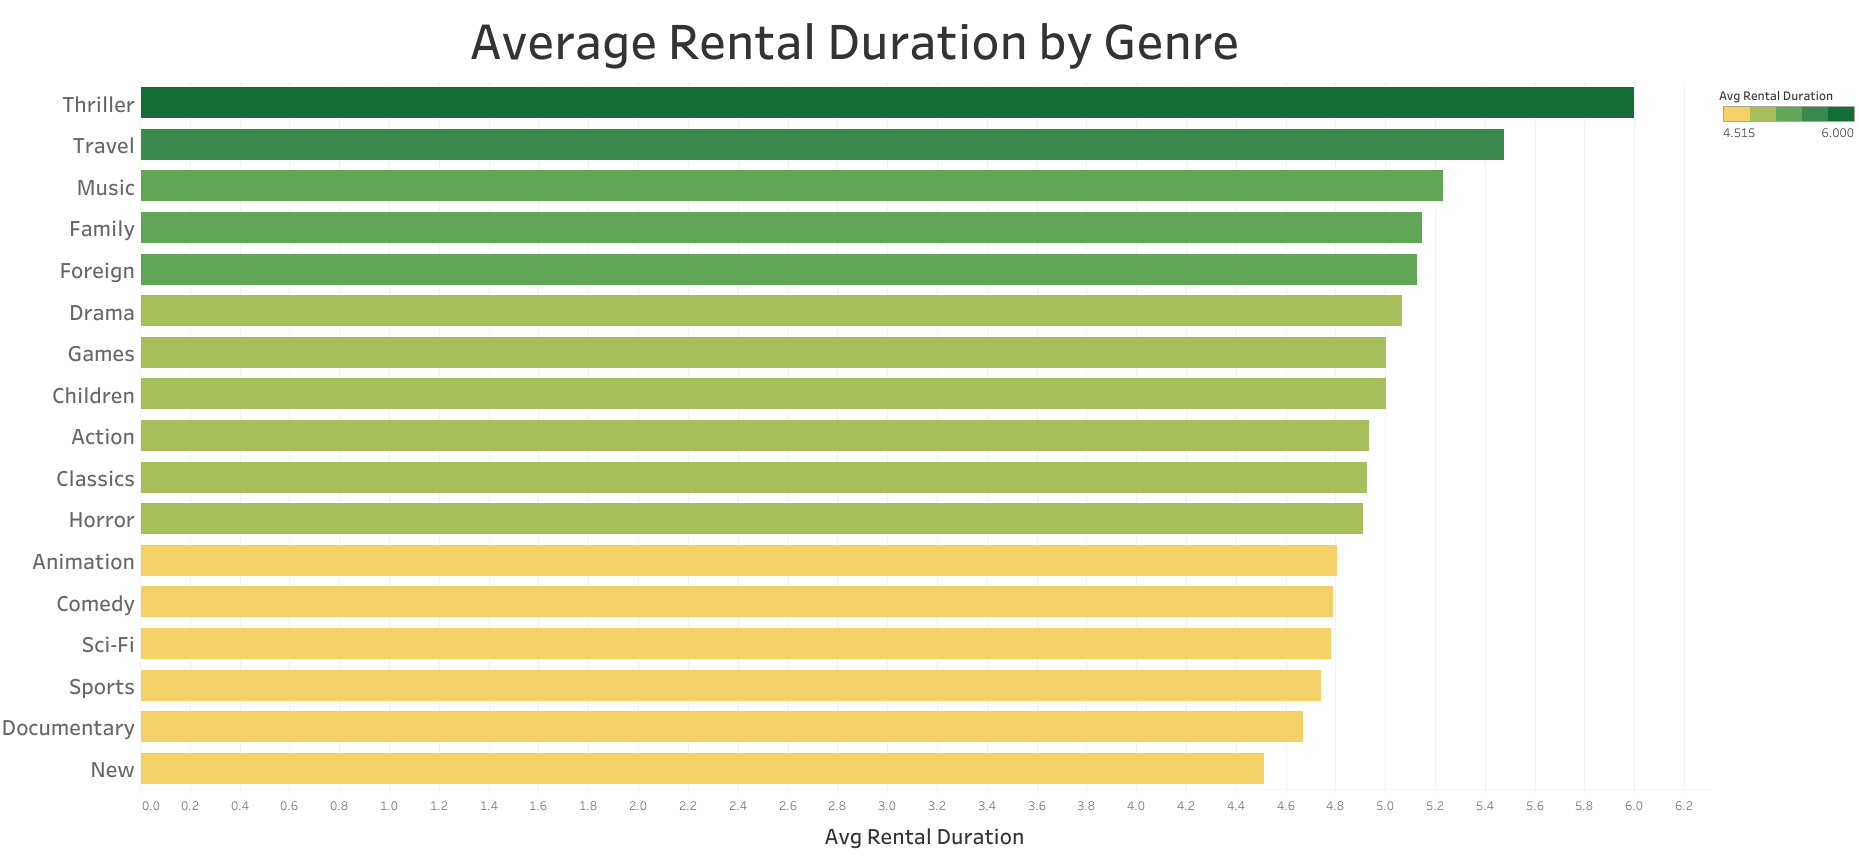 Average Rental Duration by Genre
Avg Rental Duration
4.515 6.000
Thriller
Travel
Music
Family
Foreign
Drama
Games
Children
Action
Classics
Horror
Animation
Comedy
Sci-Fi
Sports
Documentary
New
0.0 0.2 0.4 0.6 0.8 1.0 1.2 1.4 1.6 1.8 2.0 2.2 2.4 2.6 2.8 3.0 3.2 3.4 3.6 3.8 4.0 4.2 4.4 4.6 4.8 5.0 5.2 5.4 5.6 5.8 6.0 6.2
Avg Rental Duration